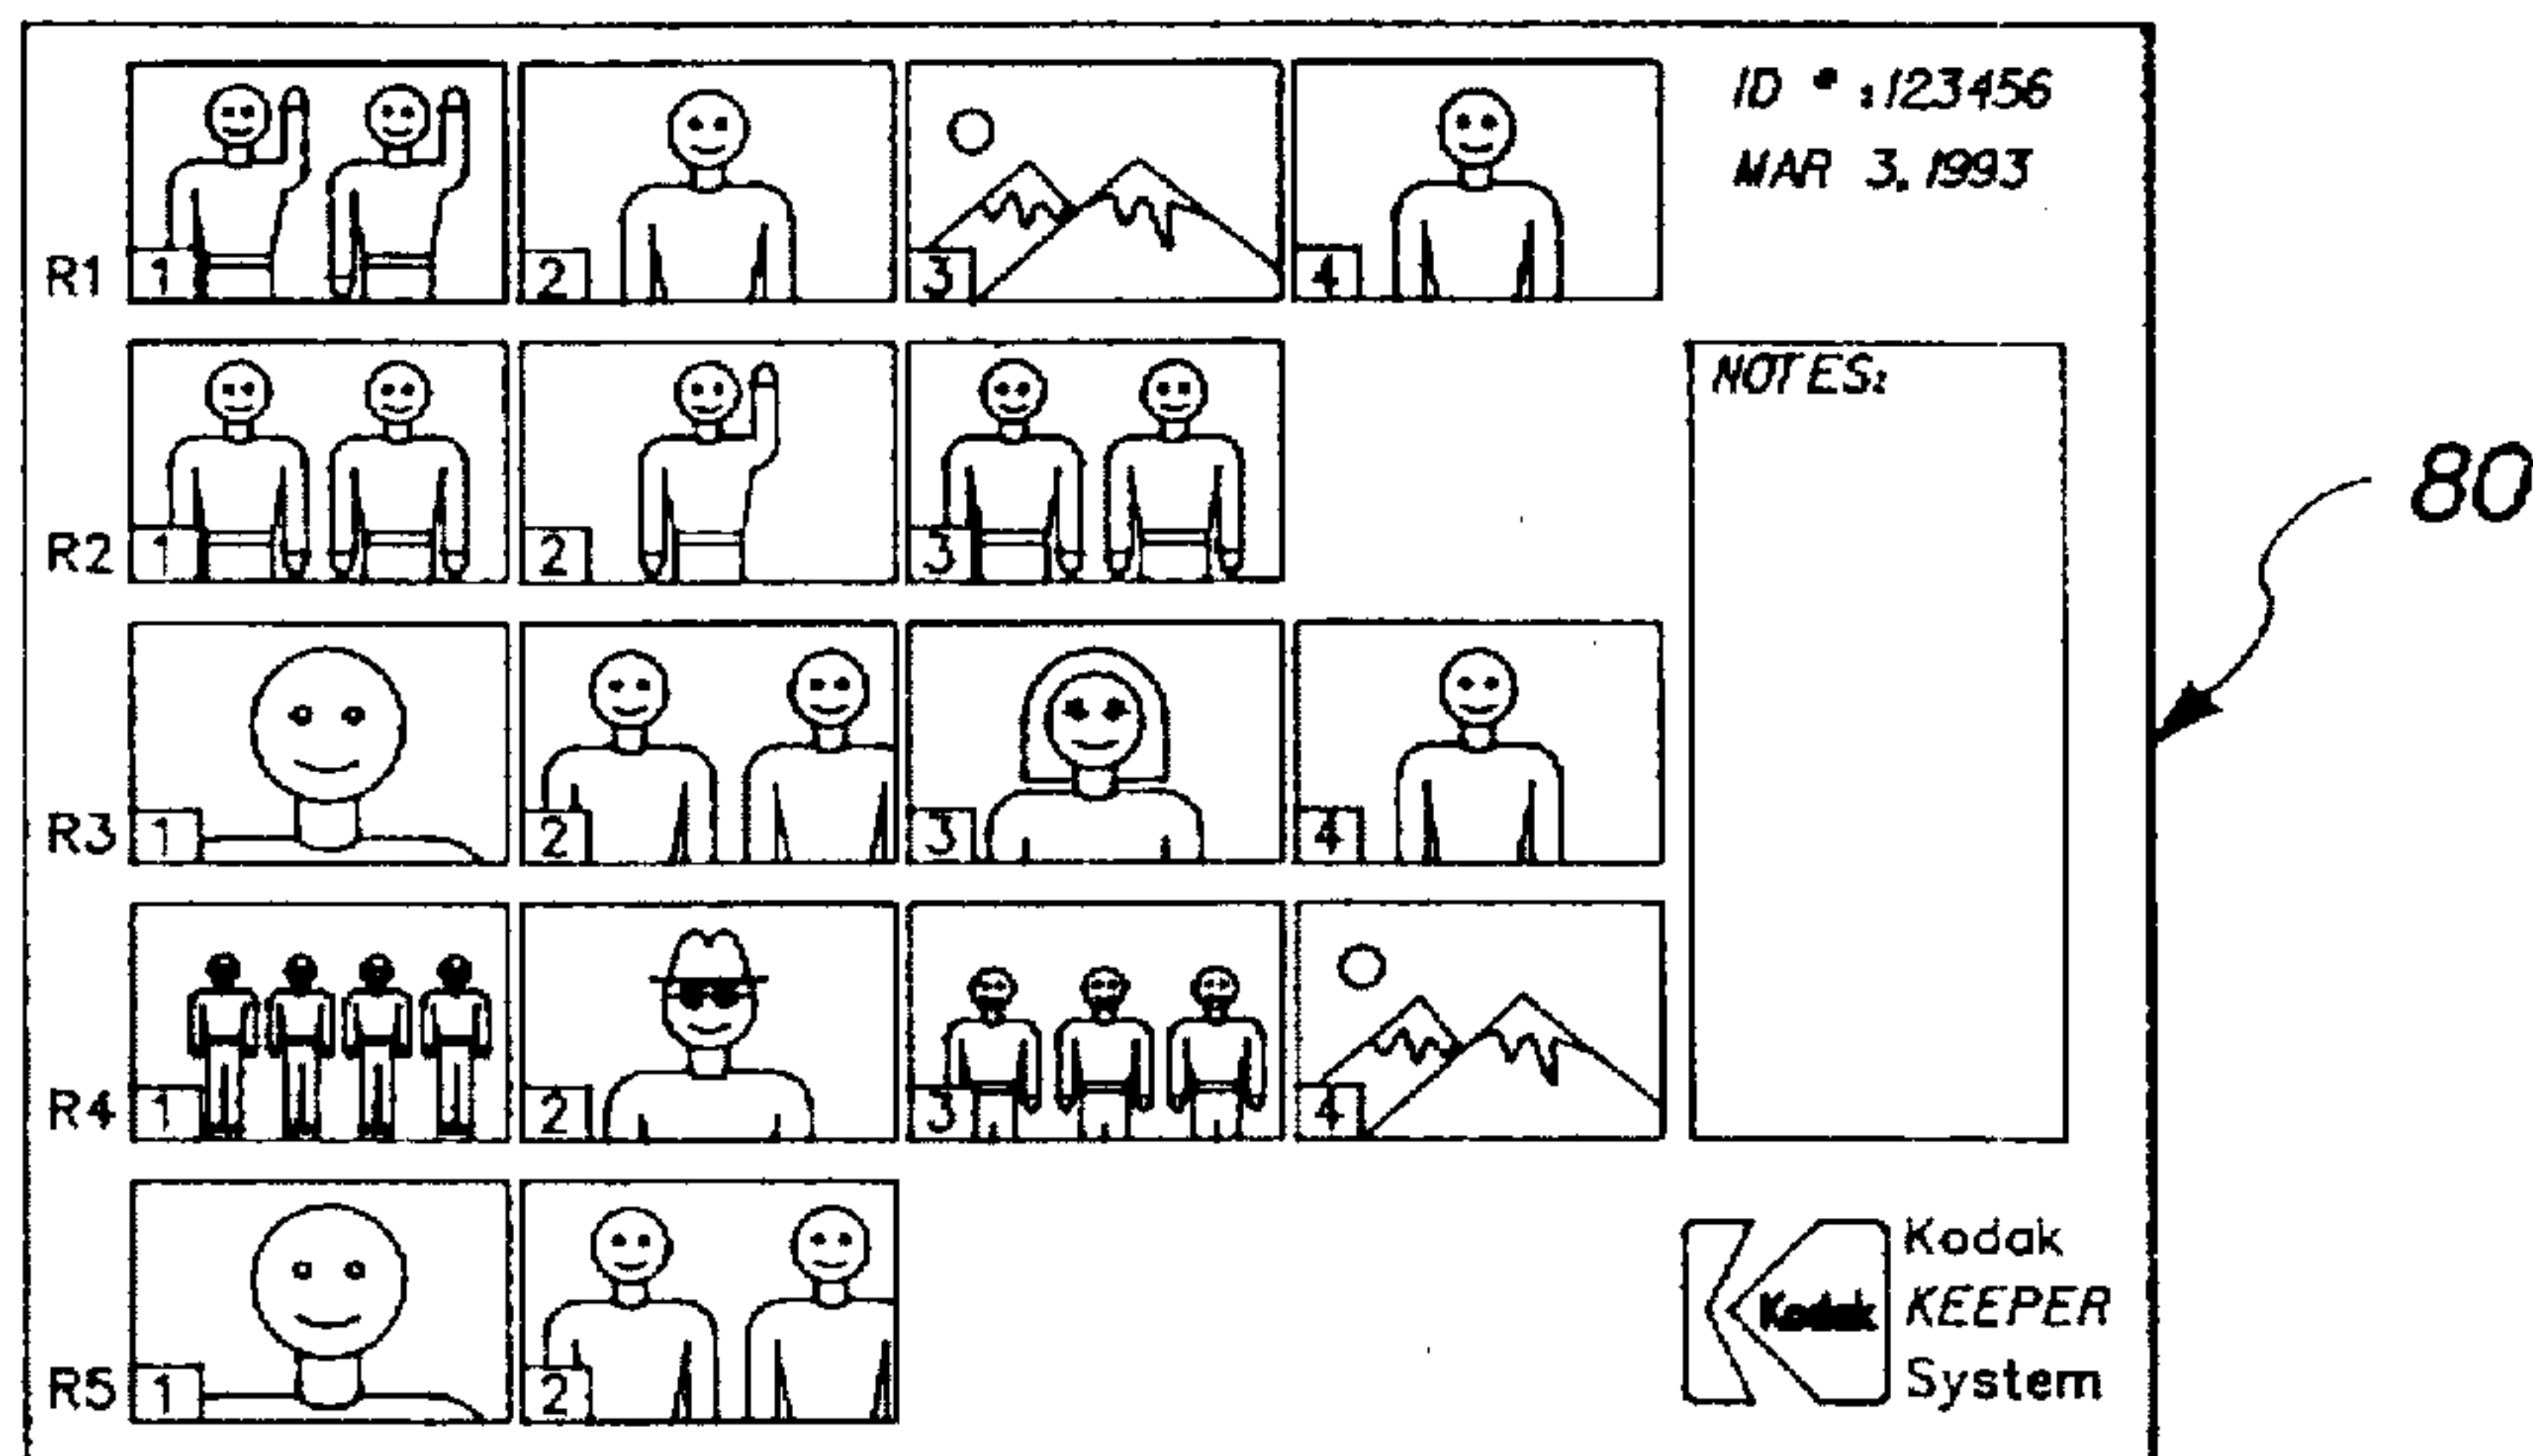 ID # :123456
MAR 3, 1993
R1 1 2 3 4
NOTES:
R2 1 2 3
80
R3 1 2 3 4
R4 1 2 3 4
R5 1 2
Kodak
Kodak
KEEPER
System